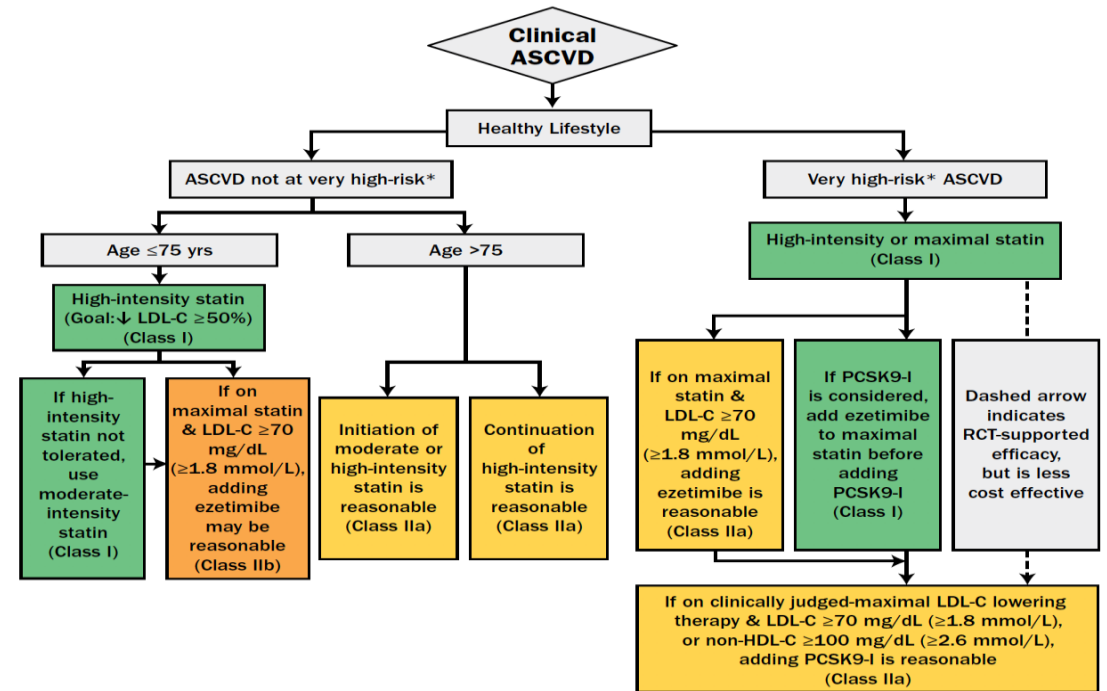 Clinical
ASCVD
Healthy Lifestyle
ASCVD not at very high-risk*
Very high-risk* ASCVD
Age ≤75 yrs
Age >75
High-intensity or maximal statin
(Class I)
High-intensity statin
(Goal:↓ LDL-C ≥50%)
(Class I)
If high-
intensity
statin not
tolerated,
use
moderate-
intensity
statin
(Class I)
If on
maximal statin
& LDL-C ≥70
mg/dL
(≥1.8 mmol/L),
adding
ezetimibe
may be
reasonable
(Class IIb)
Initiation of
moderate or
high-intensity
statin is
reasonable
(Class IIa)
Continuation
of
high-intensity
statin is
reasonable
(Class IIa)
If on maximal
statin &
LDL-C ≥70
mg/dL
(≥1.8 mmol/L),
adding
ezetimibe is
reasonable
(Class IIa)
If PCSK9-I
is considered,
add ezetimibe
to maximal
statin before
adding
PCSK9-I
(Class I)
Dashed arrow
indicates
RCT-supported
efficacy,
but is less
cost effective
If on clinically judged-maximal LDL-C lowering
therapy & LDL-C ≥70 mg/dL (≥1.8 mmol/L),
or non-HDL-C ≥100 mg/dL (≥2.6 mmol/L),
adding PCSK9-I is reasonable
(Class IIa)